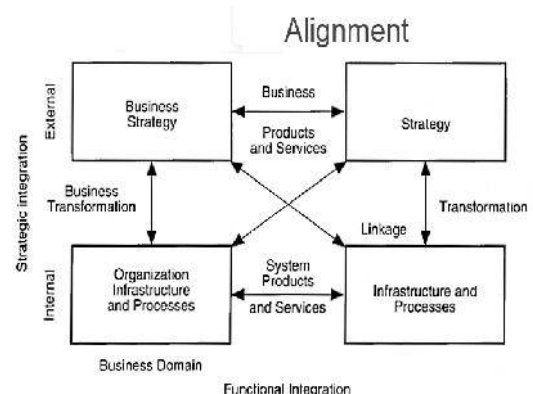 Alignment
External
Business
Strategy
Business
Products
and Services
Strategy
Strategic integration
Business
Transformation
Linkage
Transformation
Internal
Organization
Infrastructure
and Processes
System
Products
and Services
Infrastructure and
Processes
Business Domain
Functional Integration